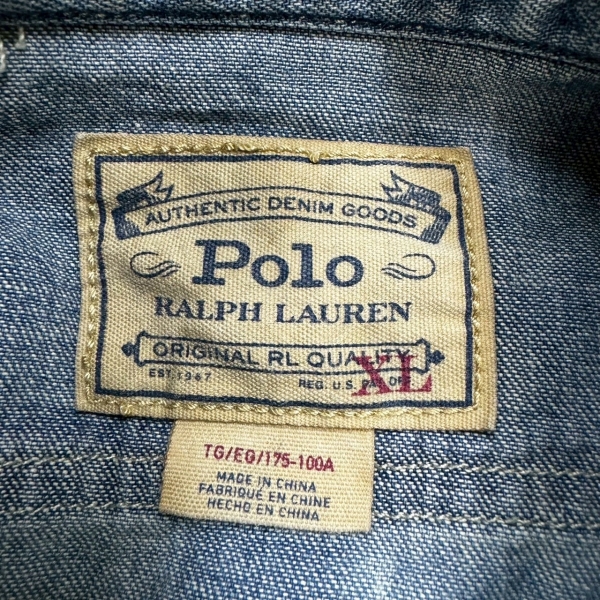 AUTHENTIC DENIM GOODS
Polo
RALPH LAUREN
ORIGINAL RL QUALITY
EST. 1967 REG. U.S. PAT. OFF.
XL
TG/EG/175-100A
MADE IN CHINA
FABRIQUÉ EN CHINE
HECHO EN CHINA